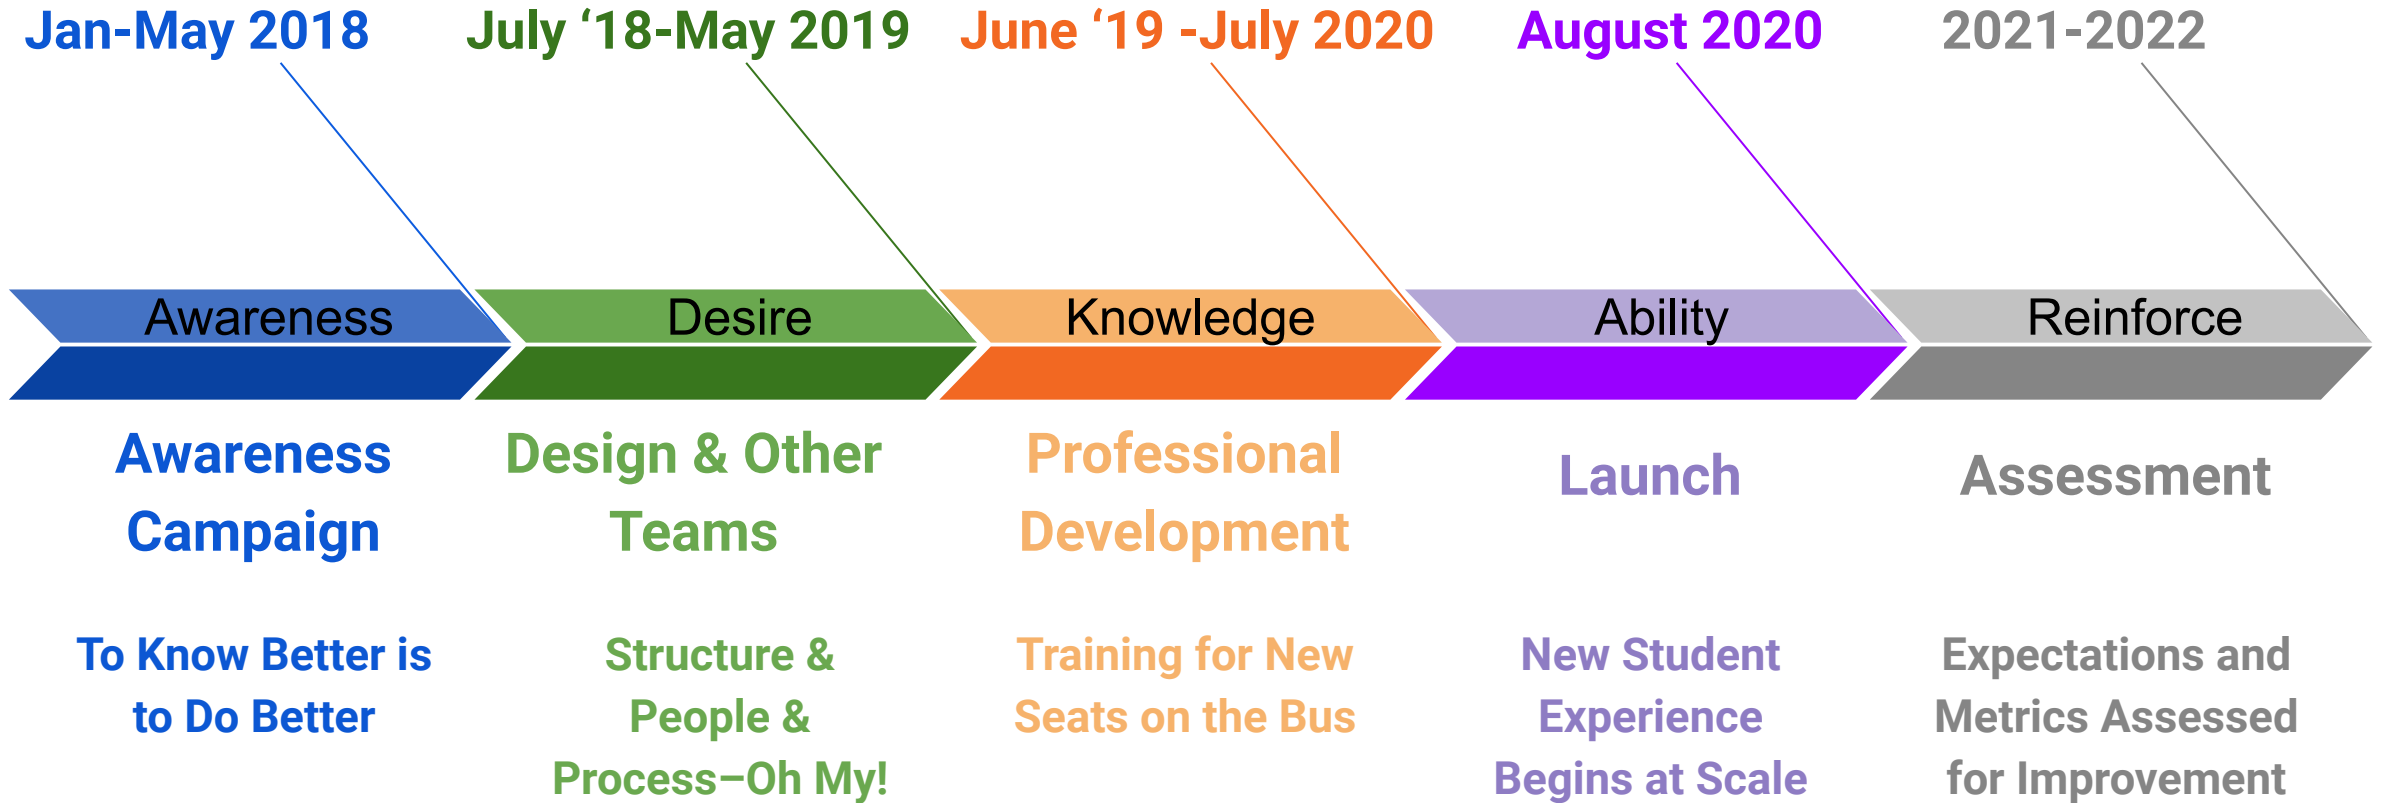 Jan-May 2018
July ‘18-May 2019
June ‘19 -July 2020
August 2020
2021-2022
Awareness
Desire
Knowledge
Ability
Reinforce
Awareness
Campaign
Design & Other
Teams
Professional
Development
Launch
Assessment
To Know Better is
to Do Better
Structure &
People &
Process–Oh My!
Training for New
Seats on the Bus
New Student
Experience
Begins at Scale
Expectations and
Metrics Assessed
for Improvement